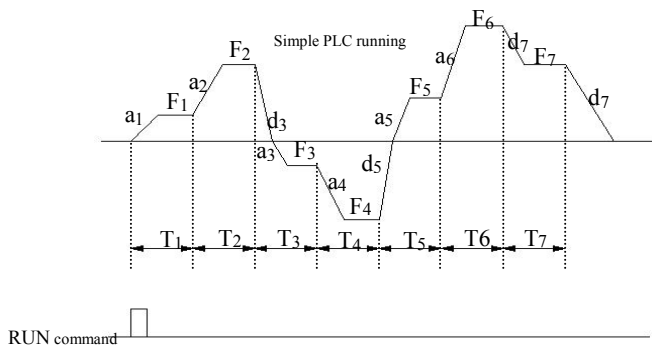 Simple PLC running
a1 F1 a2 F2 d3 a3 F3 a4 F4 d5 a5 F5 a6 F6 d7 F7 d7
T1 T2 T3 T4 T5 T6 T7
RUN command